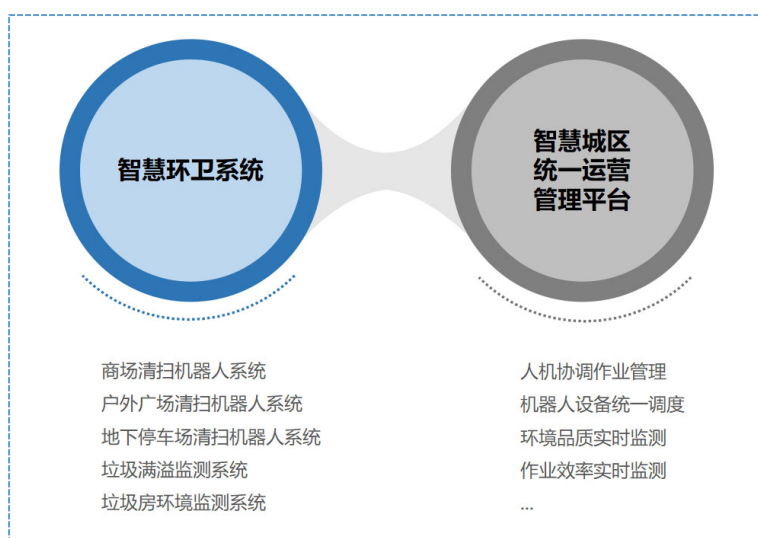 智慧环卫系统
智慧城区
统一运营
管理平台
商场清扫机器人系统
户外广场清扫机器人系统
地下停车场清扫机器人系统
垃圾满溢监测系统
垃圾房环境监测系统
人机协调作业管理
机器人设备统一调度
环境品质实时监测
作业效率实时监测
...